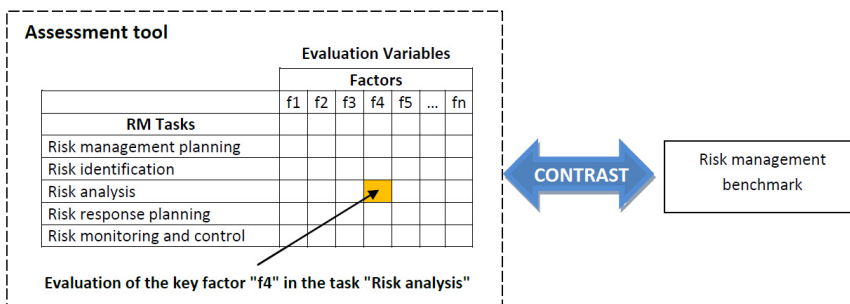 Assessment tool
Evaluation Variables
Factors
f1 f2 f3 f4 f5 ... fn
RM Tasks
Risk management planning
Risk identification
Risk analysis
Risk response planning
Risk monitoring and control
Evaluation of the key factor "f4" in the task "Risk analysis"
CONTRAST
Risk management
benchmark